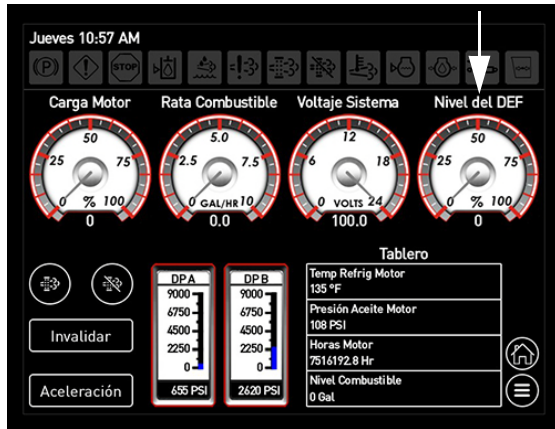 Jueves 10:57 AM
(P) STOP
Carga Motor Rata Combustible Voltaje Sistema Nivel del DEF
50 5.0 12 50
25 75 2.5 7.5 6 18 25 75
0 % 100 0 GAL/HR 10 0 VOLTS 24 0 % 100
0 0.0 100.0 0
Tablero
DP A DP B
9000 9000
6750 6750
4500 4500
2250 2250
0 0
655 PSI 2620 PSI
Temp Refrig Motor
135 °F
Presión Aceite Motor
108 PSI
Horas Motor
7516192.8 Hr
Nivel Combustible
0 Gal
Invalidar
Aceleración